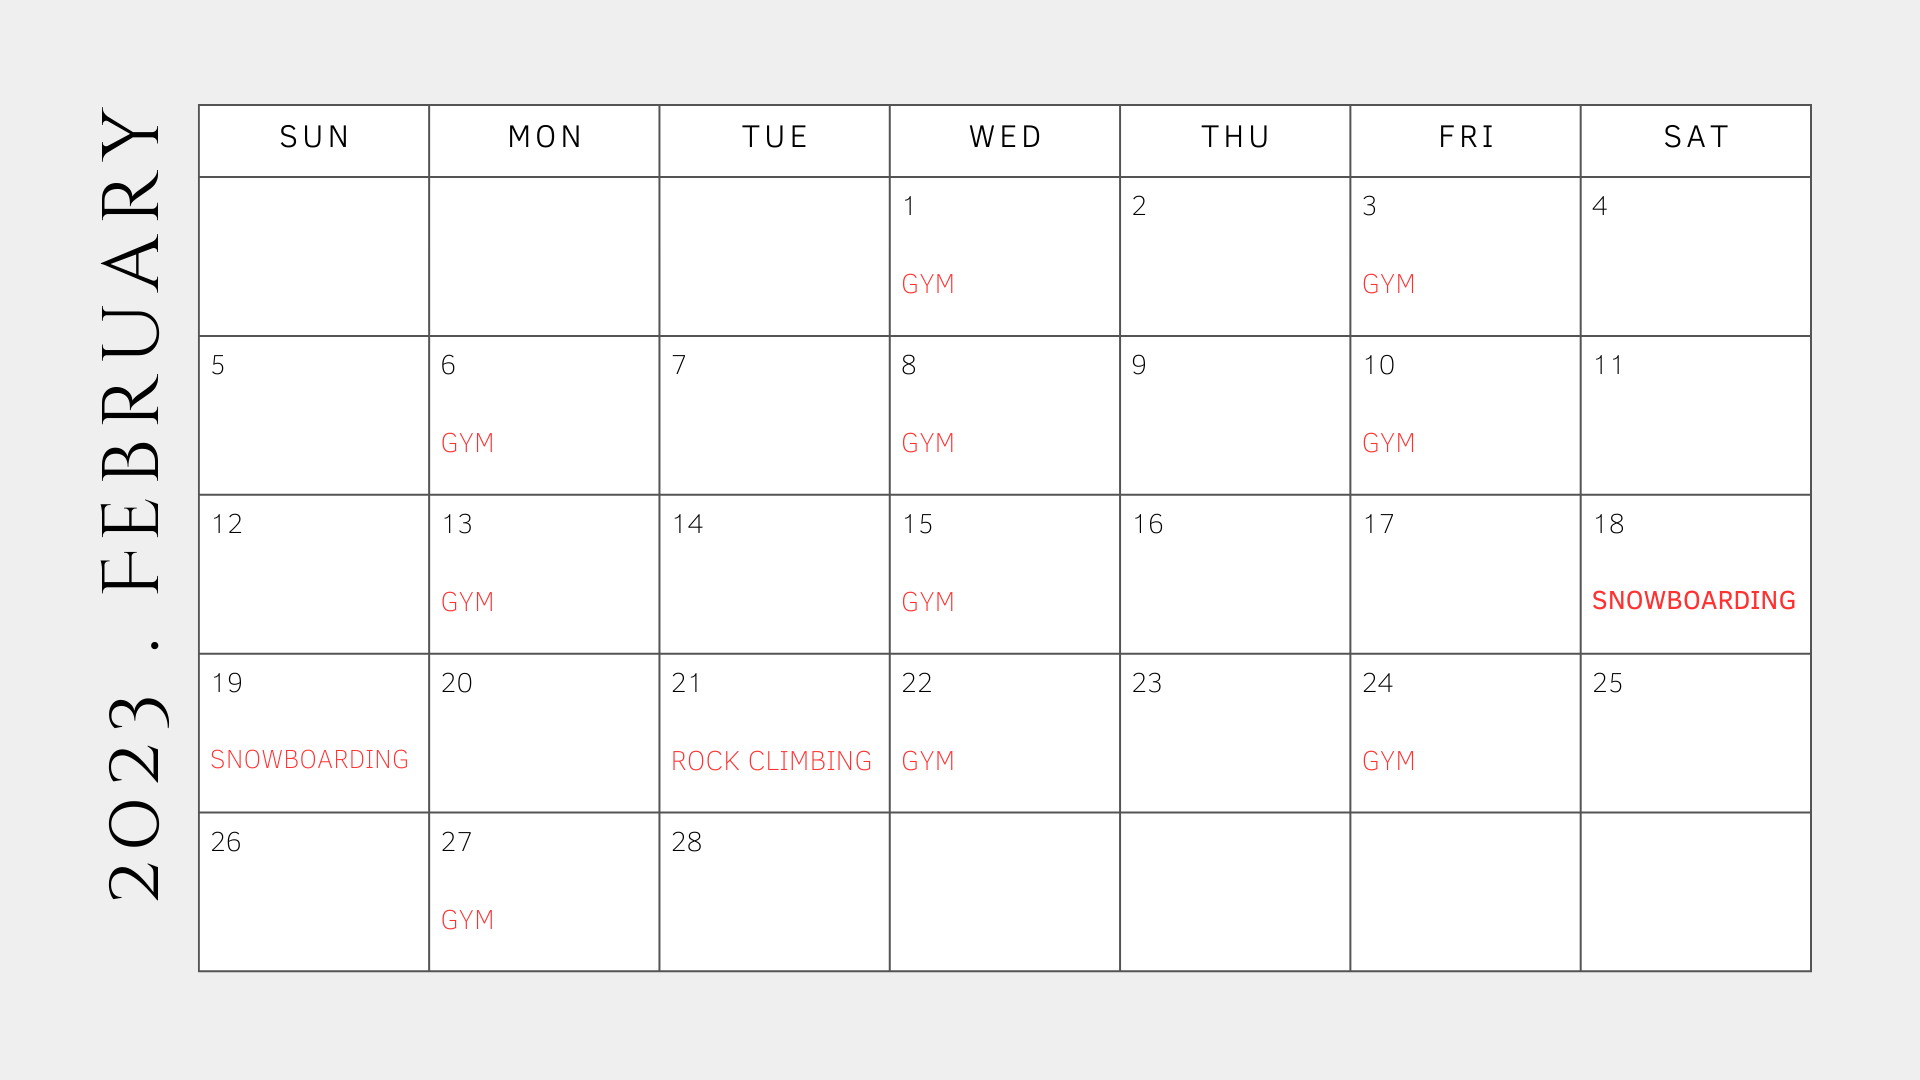 2023 . February
SUN MON TUE WED THU FRI SAT
1 2 3 4
GYM GYM
5 6 7 8 9 10 11
GYM GYM GYM
12 13 14 15 16 17 18
GYM GYM SNOWBOARDING
19 20 21 22 23 24 25
SNOWBOARDING ROCK CLIMBING GYM GYM
26 27 28
GYM